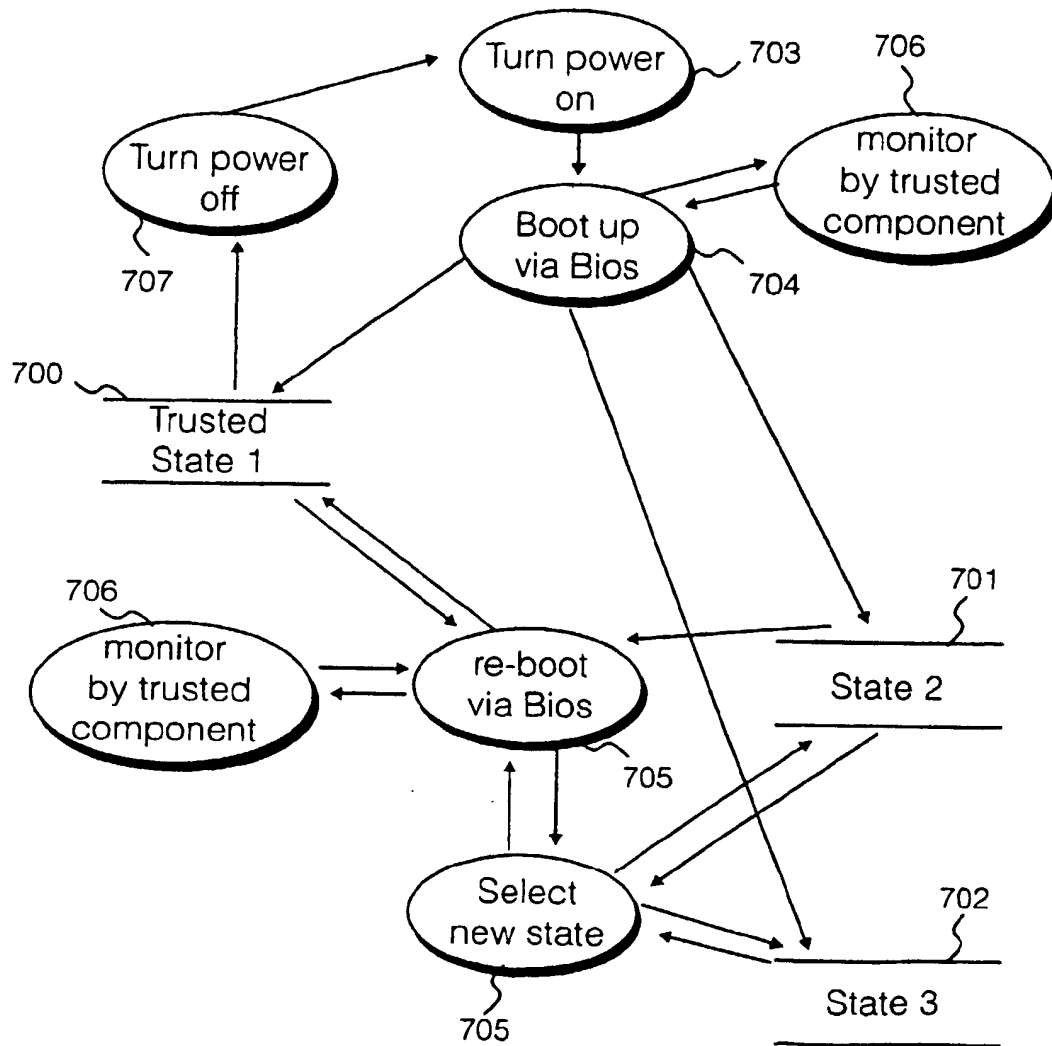 Turn power
on
703
706
monitor
by trusted
component
Turn power
off
707
Boot up
via Bios
704
700
Trusted
State 1
706
monitor
by trusted
component
re-boot
via Bios
705
701
State 2
Select
new state
705
702
State 3